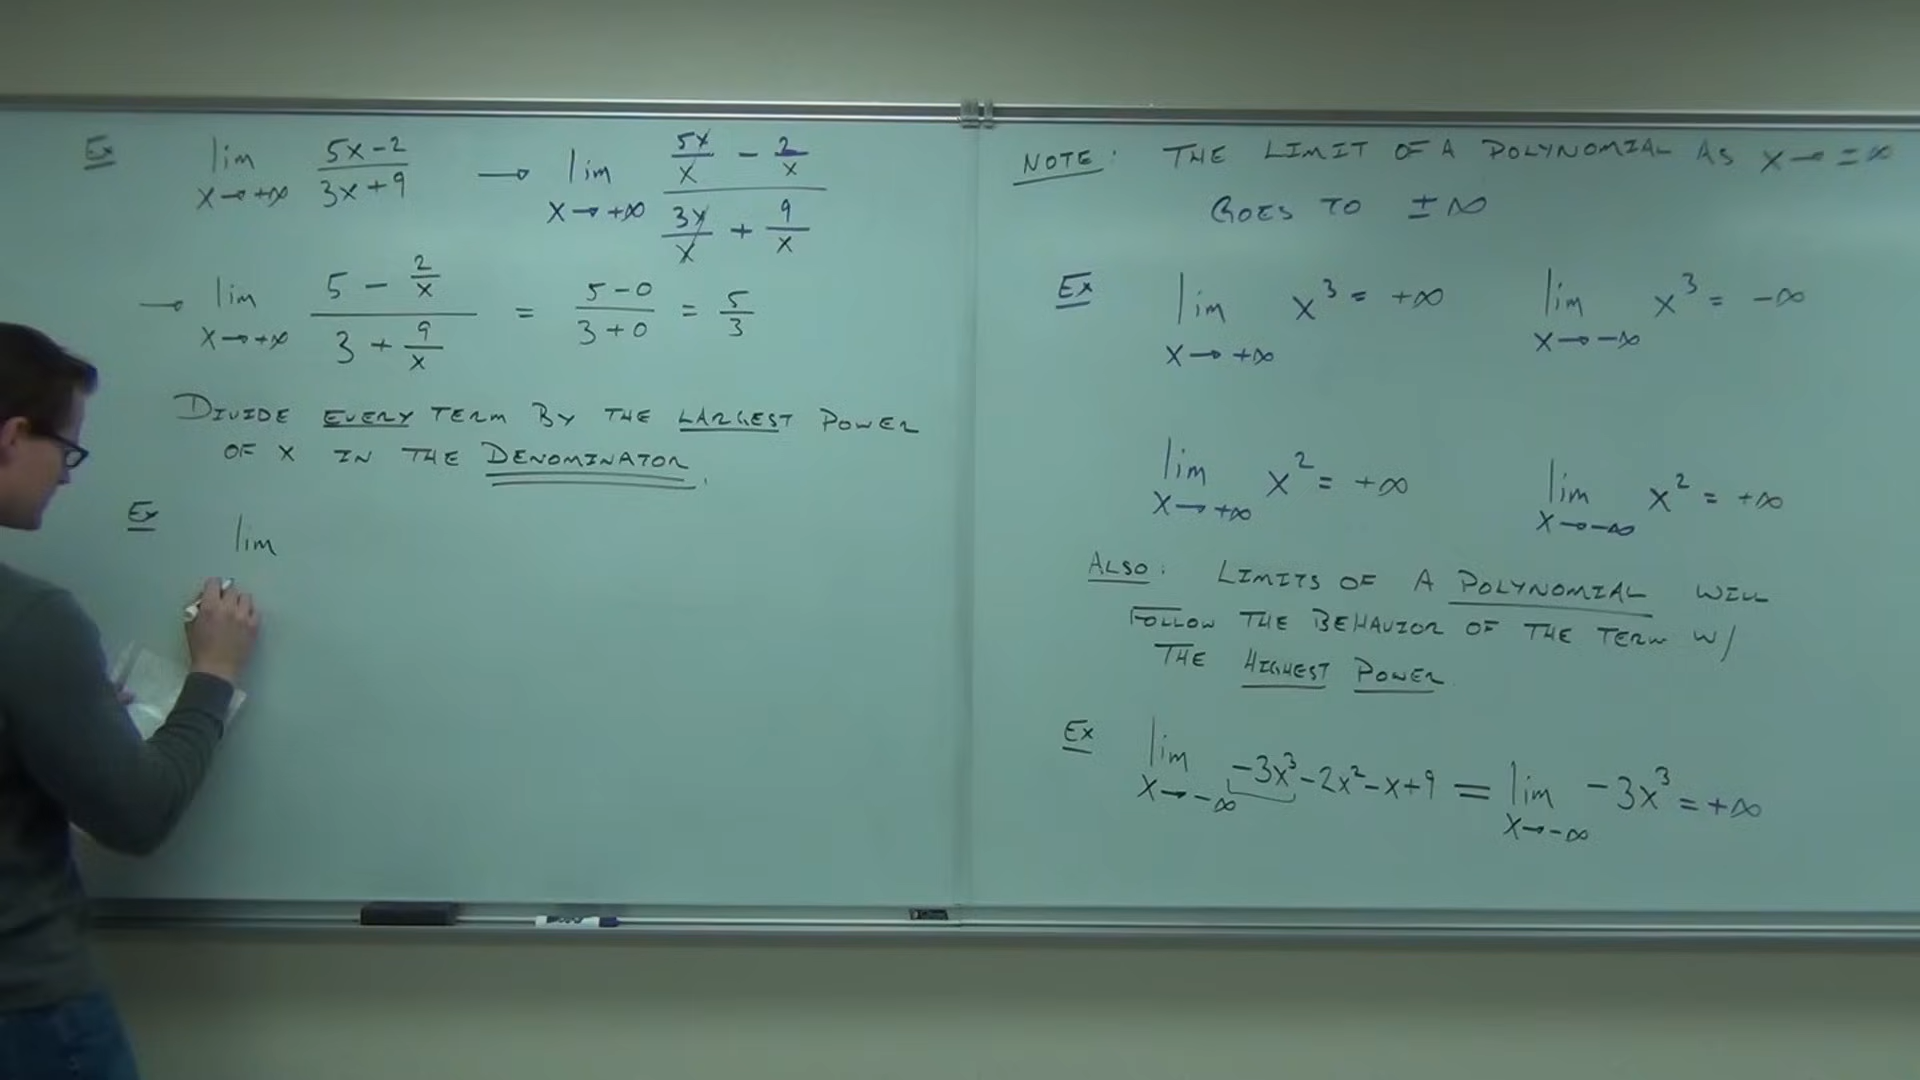 Ex lim x→+∞ 5x-2 / 3x+9 → lim x→+∞ 5x/x - 2/x / 3x/x + 9/x
→ lim x→+∞ 5 - 2/x / 3 + 9/x = 5-0 / 3+0 = 5/3
DIVIDE EVERY TERM BY THE LARGEST POWER
OF X IN THE DENOMINATOR.
Ex lim
NOTE: THE LIMIT OF A POLYNOMIAL AS X→±∞
GOES TO ±∞
Ex lim x→+∞ x³ = +∞ lim x→-∞ x³ = -∞
lim x→+∞ x² = +∞ lim x→-∞ x² = +∞
ALSO: LIMITS OF A POLYNOMIAL WILL
FOLLOW THE BEHAVIOR OF THE TERM W/
THE HIGHEST POWER.
Ex lim x→-∞ -3x³-2x²-x+9 = lim x→-∞ -3x³ = +∞